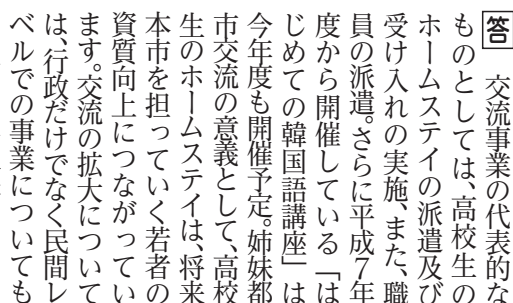 答 交流事業の代表的な
ものとしては、高校生の
ホームステイの派遣及び
受け入れの実施、また、職
員の派遣。さらに平成７年
度から開催している「は
じめての韓国語講座」は
今年度も開催予定。姉妹都
市交流の意義として、高校
生のホームステイは、将来
本市を担っていく若者の
資質向上につながってい
ます。交流の拡大について
は、行政だけでなく民間レ
ベルでの事業についても